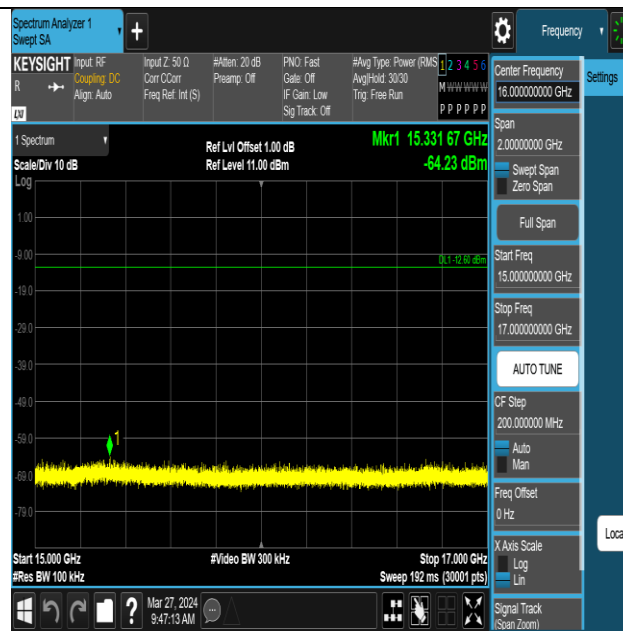 Spectrum Analyzer 1
Swept SA
Frequency
KEYSIGHT
R
LXI
Input: RF
Coupling: DC
Align: Auto
Input Z: 50 Ω
Corr CCorr
Freq Ref: Int (S)
#Atten: 20 dB
Preamp: Off
PNO: Fast
Gate: Off
IF Gain: Low
Sig Track: Off
#Avg Type: Power (RMS
Avg|Hold: 30/30
Trig: Free Run
1 2 3 4 5 6
M W W W W W
P P P P P P
1 Spectrum
Scale/Div 10 dB
Log
Ref Lvl Offset 1.00 dB
Ref Level 11.00 dBm
Mkr1 15.331 67 GHz
-64.23 dBm
1.00
-9.00
DL1 -12.60 dBm
-19.0
-29.0
-39.0
-49.0
-59.0
1
-69.0
-79.0
Start 15.000 GHz
#Res BW 100 kHz
#Video BW 300 kHz
Stop 17.000 GHz
Sweep 192 ms (30001 pts)
Mar 27, 2024
9:47:13 AM
Center Frequency
16.000000000 GHz
Settings
Span
2.00000000 GHz
Swept Span
Zero Span
Full Span
Start Freq
15.000000000 GHz
Stop Freq
17.000000000 GHz
AUTO TUNE
CF Step
200.000000 MHz
Auto
Man
Freq Offset
0 Hz
X Axis Scale
Log
Lin
Loca
Signal Track
(Span Zoom)